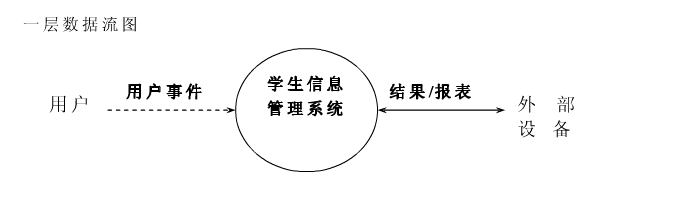 一层数据流图
用户
用户事件
学生信息
管理系统
结果/报表
外 部
设 备